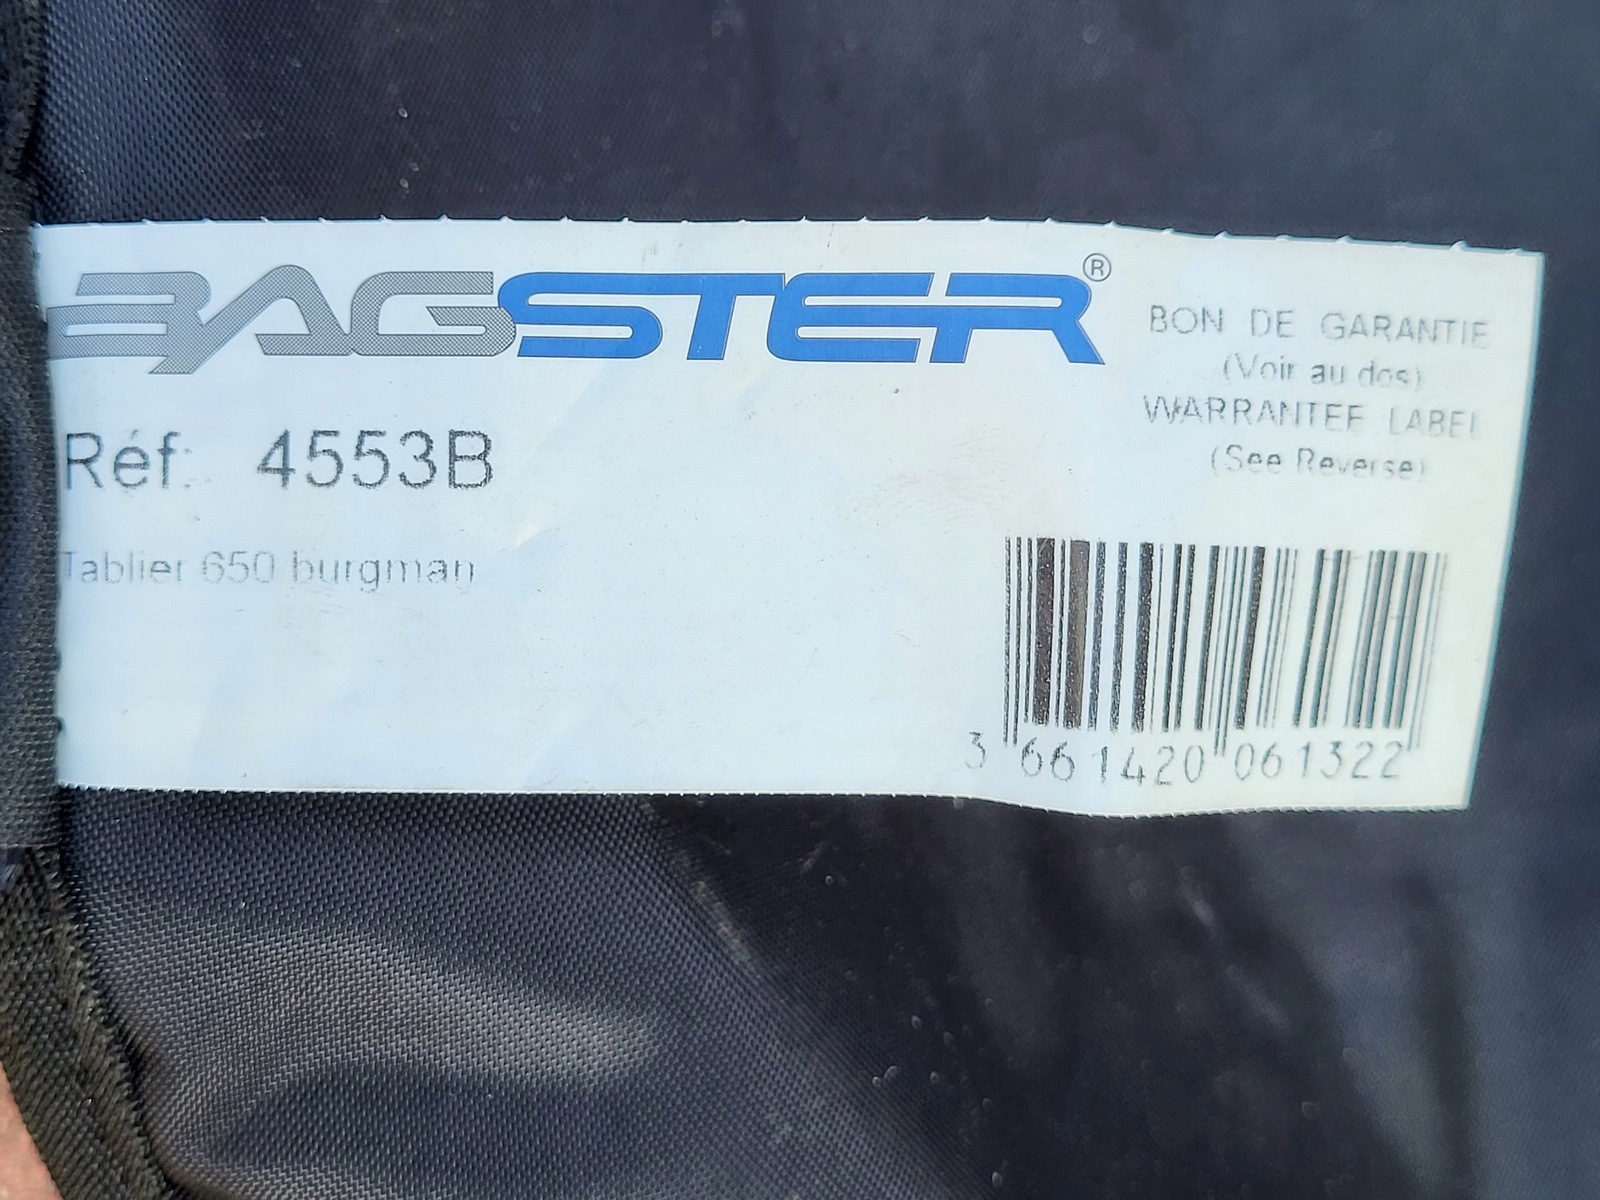 BAGSTER®
Réf: 4553B
Tablier 650 burgman
BON DE GARANTIE
(Voir au dos)
WARRANTEE LABEL
(See Reverse)
3 661420 061322